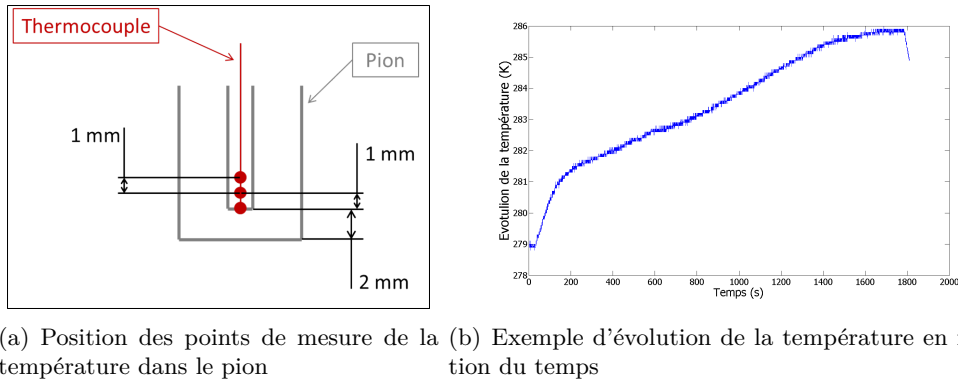 Thermocouple
Pion
1 mm
1 mm
2 mm
Evotulion de la température (K)
286
285
284
283
282
281
280
279
278
0 200 400 600 800 1000 1200 1400 1600 1800 2000
Temps (s)
(a) Position des points de mesure de la
température dans le pion
(b) Exemple d'évolution de la température en
tion du temps